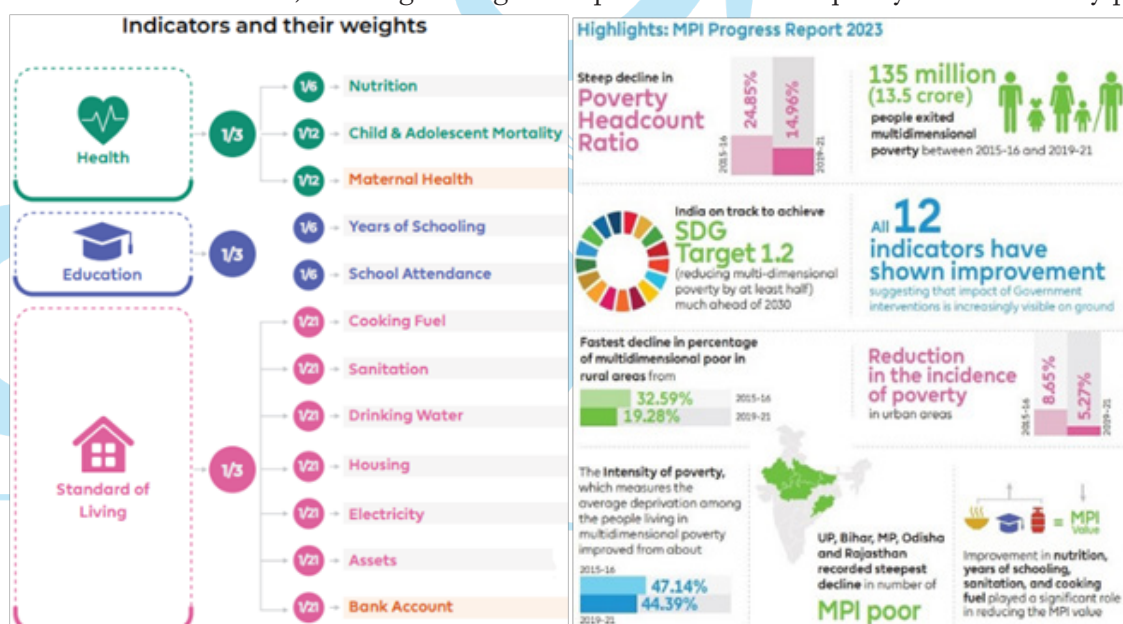 Indicators and their weights
Health
1/3
1/6
Nutrition
1/12
Child & Adolescent Mortality
1/12
Maternal Health
Education
1/3
1/6
Years of Schooling
1/6
School Attendance
Standard of
Living
1/3
1/21
Cooking Fuel
1/21
Sanitation
1/21
Drinking Water
1/21
Housing
1/21
Electricity
1/21
Assets
1/21
Bank Account
Highlights: MPI Progress Report 2023
Steep decline in
Poverty
Headcount
Ratio
2015-16
24.85%
14.96%
2019-21
135 million
(13.5 crore)
people exited
multidimensional
poverty between 2015-16 and 2019-21
India on track to achieve
SDG
Target 1.2
(reducing multi-dimensional
poverty by at least half)
much ahead of 2030
All 12
indicators have
shown improvement
suggesting that impact of Government
interventions is increasingly visible on ground
Fastest decline in percentage
of multidimensional poor in
rural areas from
32.59% 2015-16
19.28% 2019-21
Reduction
in the incidence
of poverty
in urban areas
2015-16
8.65%
5.27%
2019-21
The Intensity of poverty,
which measures the
average deprivation among
the people living in
multidimensional poverty
improved from about
2015-16
47.14%
44.39%
2019-21
UP, Bihar, MP, Odisha
and Rajasthan
recorded steepest
decline in number of
MPI poor
= MPI
value
Improvement in nutrition,
years of schooling,
sanitation, and cooking
fuel played a significant role
in reducing the MPI value